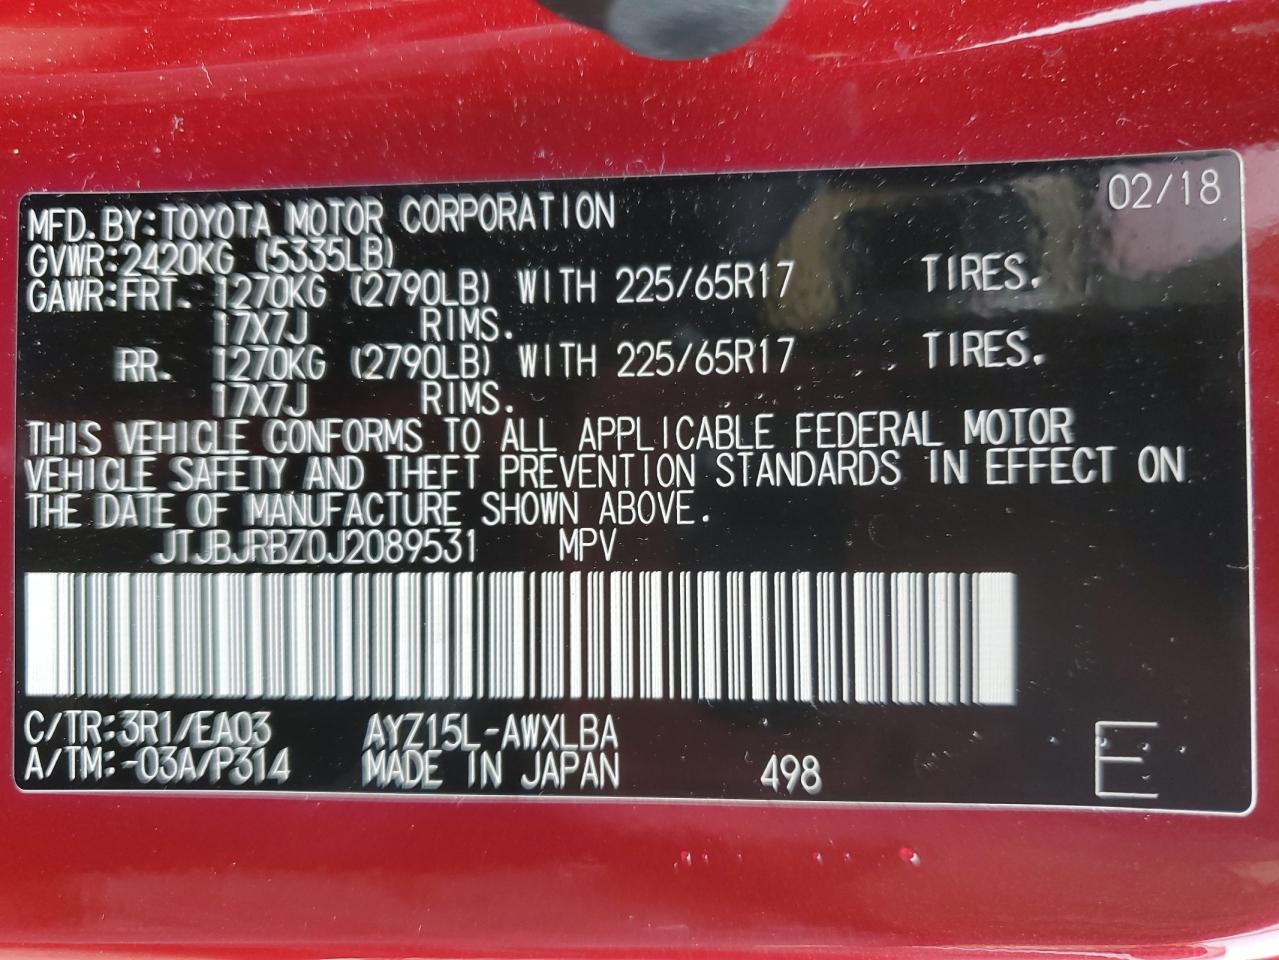 02/18
MFD.BY:TOYOTA MOTOR CORPORATION
GVWR:2420KG (5335LB)
GAWR:FRT. 1270KG (2790LB) WITH 225/65R17 TIRES.
17X7J RIMS.
RR. 1270KG (2790LB) WITH 225/65R17 TIRES.
17X7J RIMS.
THIS VEHICLE CONFORMS TO ALL APPLICABLE FEDERAL MOTOR
VEHICLE SAFETY AND THEFT PREVENTION STANDARDS IN EFFECT ON
THE DATE OF MANUFACTURE SHOWN ABOVE.
JTJBJRBZ0J2089531 MPV
C/TR:3R1/EA03 AYZ15L-AWXLBA
A/TM:-03A/P314 MADE IN JAPAN 498
E